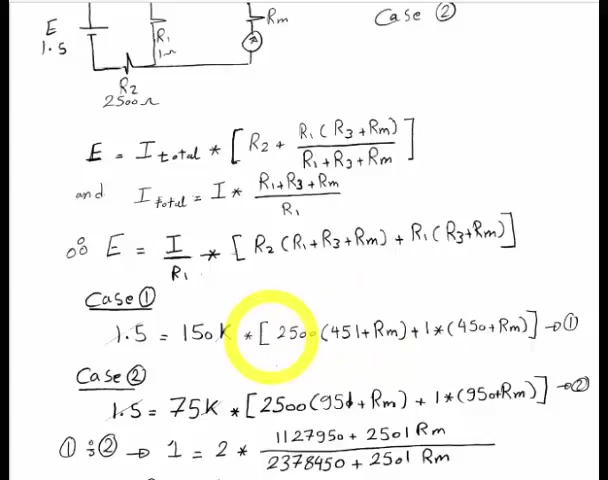 E
1.5
R1
1Ω
Rm
Case ②
R2
2500Ω
E = I total * [ R2 + R1 ( R3 + Rm) / R1 + R3 + Rm ]
and I total = I * R1 + R3 + Rm / R1
∴ E = I / R1 * [ R2 (R1 + R3 + Rm) + R1 (R3 + Rm) ]
Case ①
1.5 = 150K * [ 2500 (451 + Rm) + 1 * (450 + Rm) ] → ①
Case ②
1.5 = 75K * [ 2500 (951 + Rm) + 1 * (950 + Rm) ] → ②
① ÷ ② → 1 = 2 * 1127950 + 2501 Rm / 2378450 + 2501 Rm